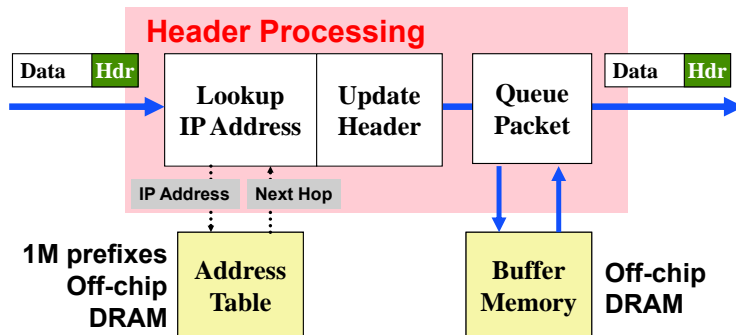 Header Processing
Data Hdr
Lookup
IP Address
Update
Header
Queue
Packet
Data Hdr
IP Address
Next Hop
1M prefixes
Off-chip
DRAM
Address
Table
Buffer
Memory
Off-chip
DRAM